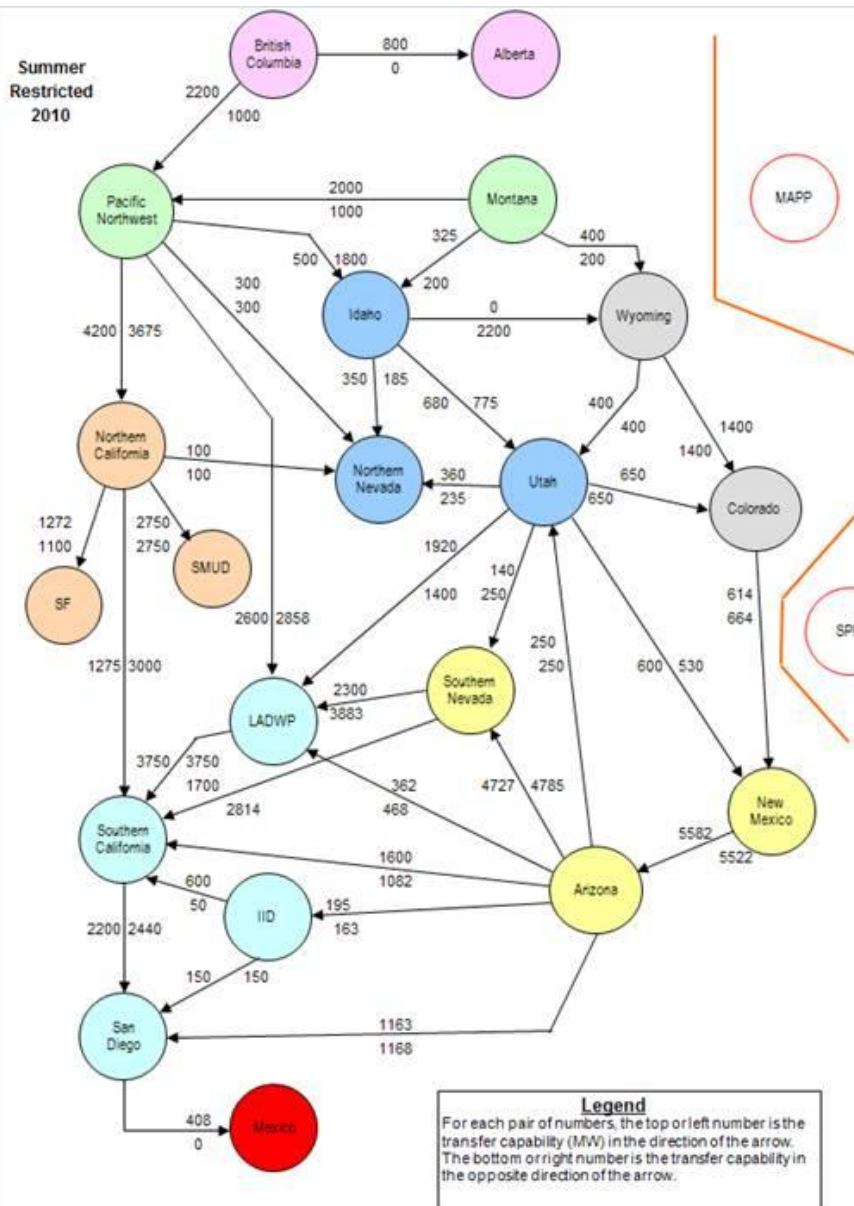 British
Columbia
800
0
Alberta
Summer
Restricted
2010
2200
1000
Pacific
Northwest
2000
1000
Montana
MAPP
325
200
400
200
500 1800
300
300
Idaho
0
2200
Wyoming
4200 3675
350 185
680 775
400
400
1400
1400
Northern
California
100
100
Northern
Nevada
360
235
Utah
650
650
Colorado
1272
1100
2750
2750
SF
SMUD
1920
1400
140
250
614
664
2600 2858
250
250
600 530
1275 3000
Southern
Nevada
2300
3883
LADWP
3750 3750
1700
2814
362
468
4727 4785
New
Mexico
5582
5522
Southern
California
1600
1082
Arizona
600
50
IID
195
163
2200 2440
150 150
San
Diego
1163
1168
408
0
Mexico
Legend
For each pair of numbers, the top or left number is the
transfer capability (MW) in the direction of the arrow.
The bottom or right number is the transfer capability in
the opposite direction of the arrow.